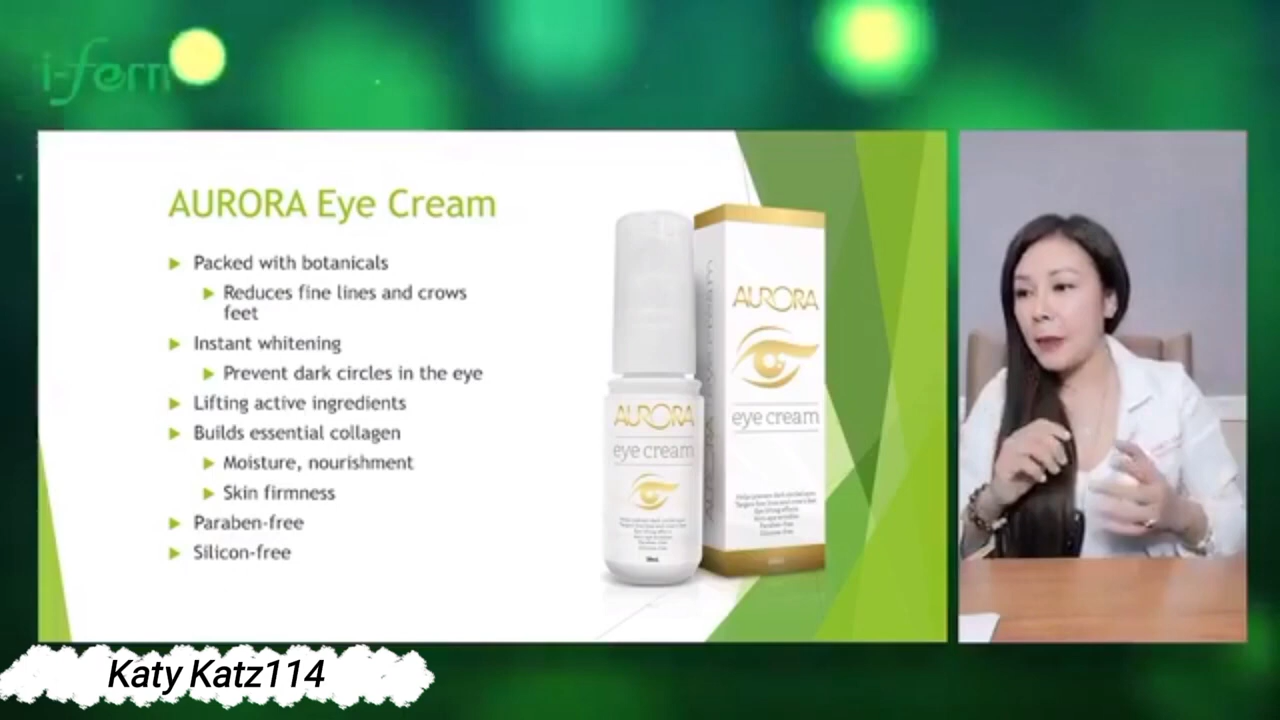 i-fern
AURORA Eye Cream
Packed with botanicals
Reduces fine lines and crows
feet
Instant whitening
Prevent dark circles in the eye
Lifting active ingredients
Builds essential collagen
Moisture, nourishment
Skin firmness
Paraben-free
Silicon-free
AURORA
eye cream
AURORA
eye cream
Katy Katz114